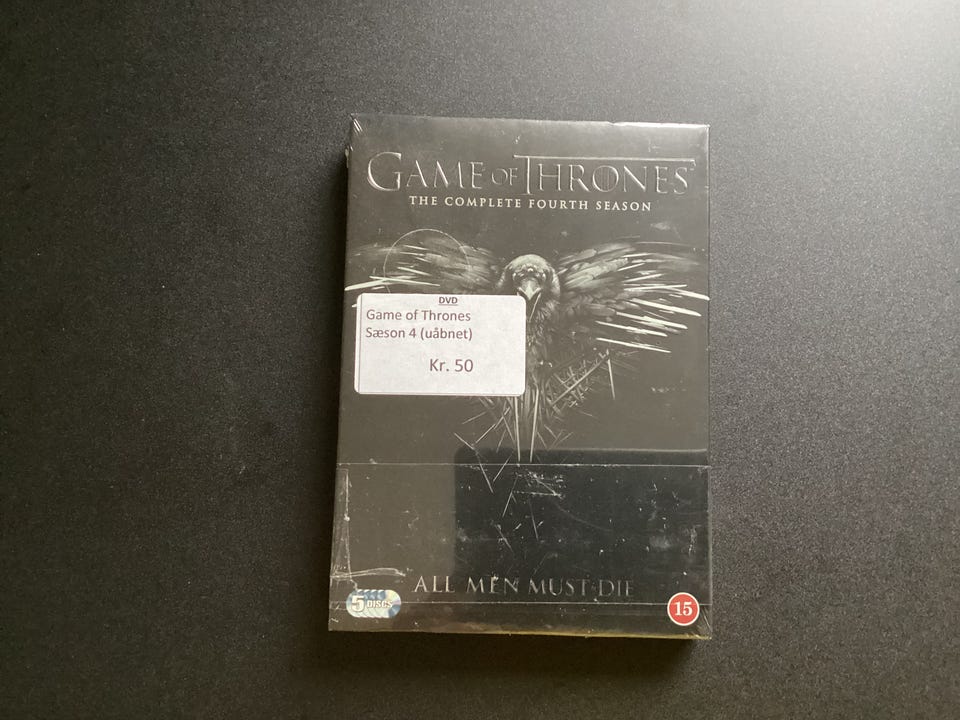 GAME OF THRONES
THE COMPLETE FOURTH SEASON
DVD
Game of Thrones
Sæson 4 (uåbnet)
Kr. 50
ALL MEN MUST DIE
5 DISCS
15